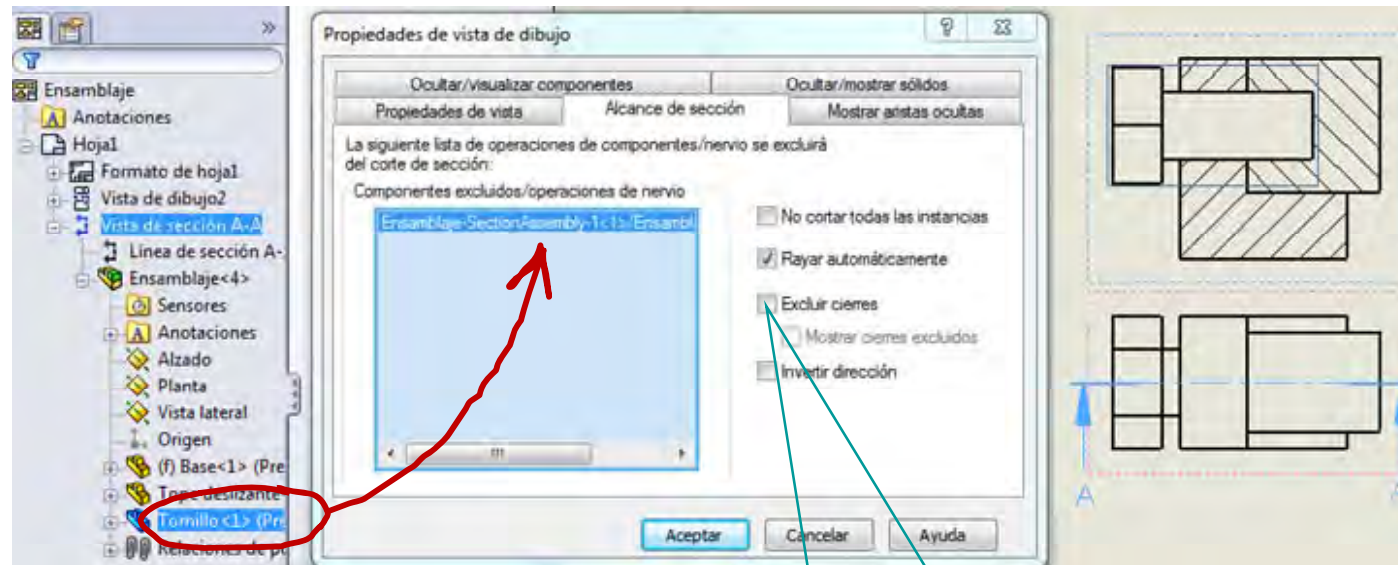 Ensamblaje
Anotaciones
Hoja1
Formato de hoja1
Vista de dibujo2
Vista de sección A-A
Línea de sección A-
Ensamblaje<4>
Sensores
Anotaciones
Alzado
Planta
Vista lateral
Origen
(f) Base<1> (Pre
Tope deslizante
Tornillo <1> (Pre
Relaciones de po
Propiedades de vista de dibujo
Ocultar/visualizar componentes
Ocultar/mostrar sólidos
Propiedades de vista
Alcance de sección
Mostrar aristas ocultas
La siguiente lista de operaciones de componentes/nervio se excluirá
del corte de sección:
Componentes excluidos/operaciones de nervio
Ensamblaje-SectionAssembly-1<1>/Ensambl
No cortar todas las instancias
Rayar automáticamente
Excluir cierres
Mostrar cierres excluidos
Invertir dirección
Aceptar
Cancelar
Ayuda
A